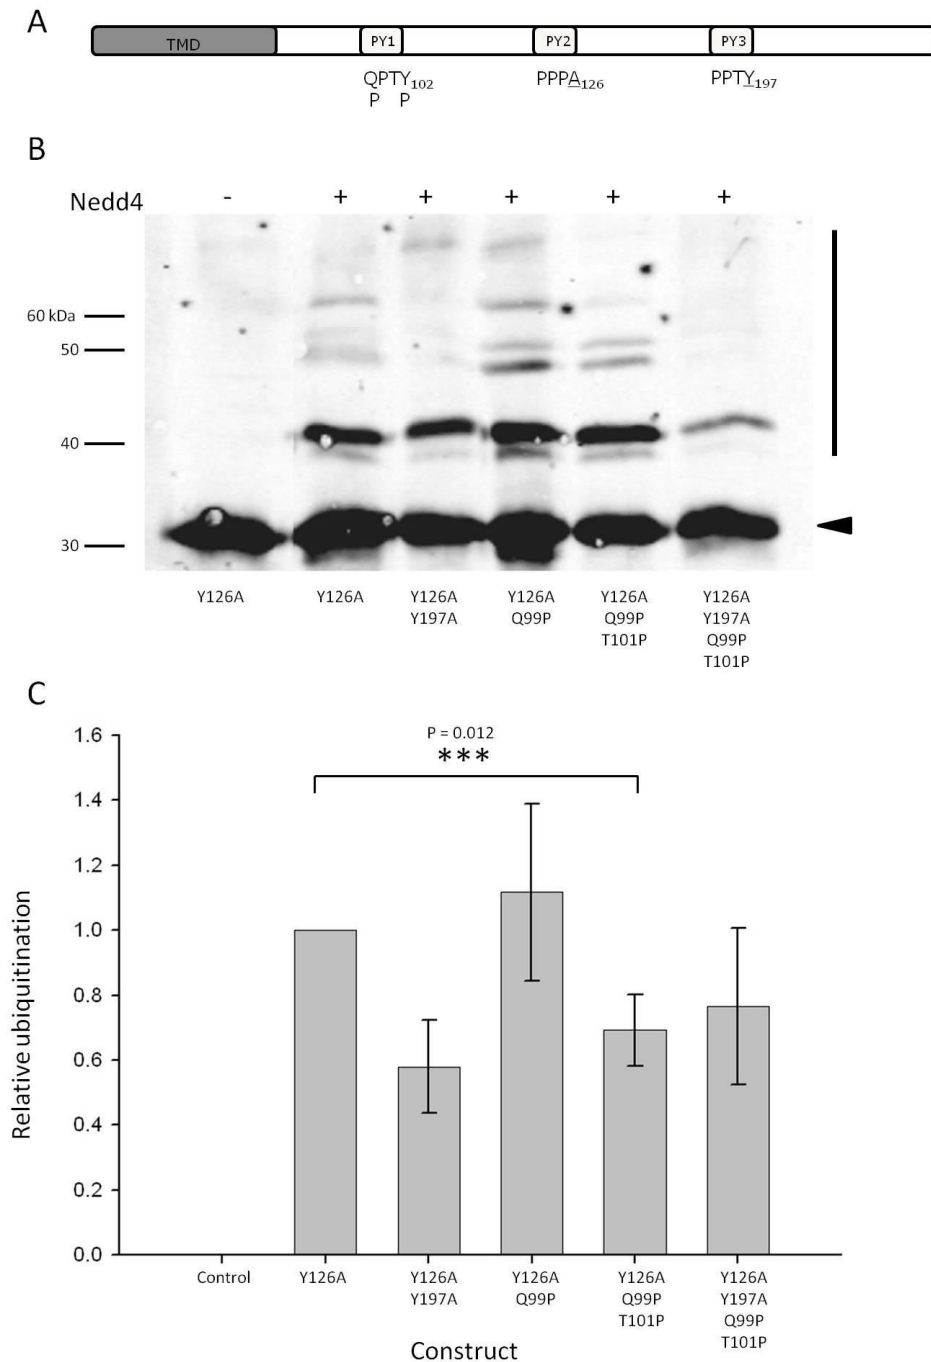 A
TMD PY1 PY2 PY3
QPTY102 PPPA126 PPTY197
P P
B
Nedd4 - + + + + +
60 kDa
50
40
30
Y126A Y126A Y126A Y126A Y126A Y126A
Y197A Q99P Q99P Y197A
T101P Q99P
T101P
C
P = 0.012
***
1.6
1.4
1.2
1.0
0.8
0.6
0.4
0.2
0.0
Relative ubiquitination
Control Y126A Y126A Y126A Y126A Y126A
Y197A Q99P Q99P Y197A
T101P Q99P
T101P
Construct